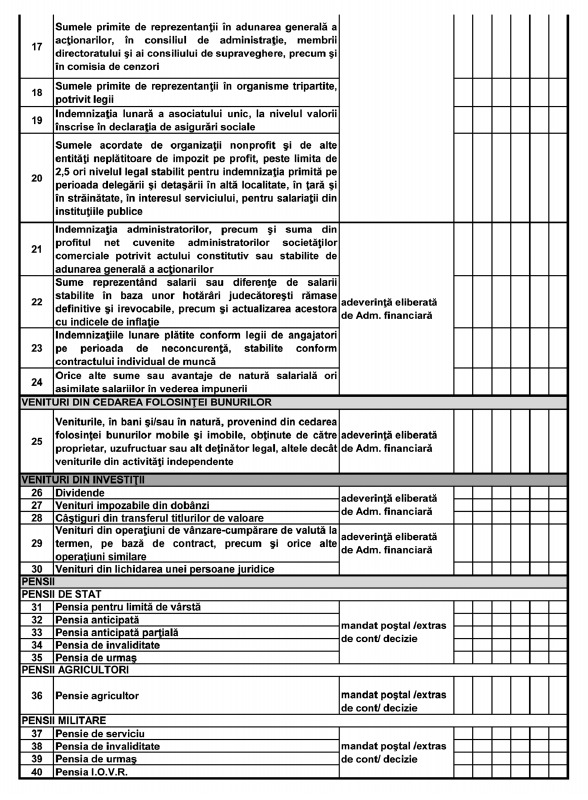 17
Sumele primite de reprezentanţii în adunarea generală a
acţionarilor, în consiliul de administraţie, membrii
directoratului şi ai consiliului de supraveghere, precum şi
în comisia de cenzori
18
Sumele primite de reprezentanţii în organisme tripartite,
potrivit legii
19
Indemnizaţia lunară a asociatului unic, la nivelul valorii
înscrise în declaraţia de asigurări sociale
20
Sumele acordate de organizaţii nonprofit şi de alte
entităţi neplătitoare de impozit pe profit, peste limita de
2,5 ori nivelul legal stabilit pentru indemnizaţia primită pe
perioada delegării şi detaşării în altă localitate, în ţară şi
în străinătate, în interesul serviciului, pentru salariaţii din
instituţiile publice
21
Indemnizaţia administratorilor, precum şi suma din
profitul net cuvenite administratorilor societăţilor
comerciale potrivit actului constitutiv sau stabilite de
adunarea generală a acţionarilor
22
Sume reprezentând salarii sau diferenţe de salarii
stabilite în baza unor hotărâri judecătoreşti rămase
definitive şi irevocabile, precum şi actualizarea acestora
cu indicele de inflaţie
adeverinţă eliberată
de Adm. financiară
23
Indemnizaţiile lunare plătite conform legii de angajatori
pe perioada de neconcurenţă, stabilite conform
contractului individual de muncă
24
Orice alte sume sau avantaje de natură salarială ori
asimilate salariilor în vederea impunerii
VENITURI DIN CEDAREA FOLOSINŢEI BUNURILOR
25
Veniturile, în bani şi/sau în natură, provenind din cedarea
folosinţei bunurilor mobile şi imobile, obţinute de către
proprietar, uzufructuar sau alt deţinător legal, altele decât
veniturile din activităţi independente
adeverinţă eliberată
de Adm. financiară
VENITURI DIN INVESTIŢII
26 Dividende
27 Venituri impozabile din dobânzi
28 Câştiguri din transferul titlurilor de valoare
adeverinţă eliberată
de Adm. financiară
29
Venituri din operaţiuni de vânzare-cumpărare de valută la
termen, pe bază de contract, precum şi orice alte
operaţiuni similare
adeverinţă eliberată
de Adm. financiară
30 Venituri din lichidarea unei persoane juridice
PENSII
PENSII DE STAT
31 Pensia pentru limită de vârstă
32 Pensia anticipată
33 Pensia anticipată parţială
34 Pensia de invaliditate
35 Pensia de urmaş
mandat poştal /extras
de cont/ decizie
PENSII AGRICULTORI
36 Pensie agricultor
mandat poştal /extras
de cont/ decizie
PENSII MILITARE
37 Pensie de serviciu
38 Pensia de invaliditate
39 Pensia de urmaş
40 Pensia I.O.V.R.
mandat poştal /extras
de cont/ decizie